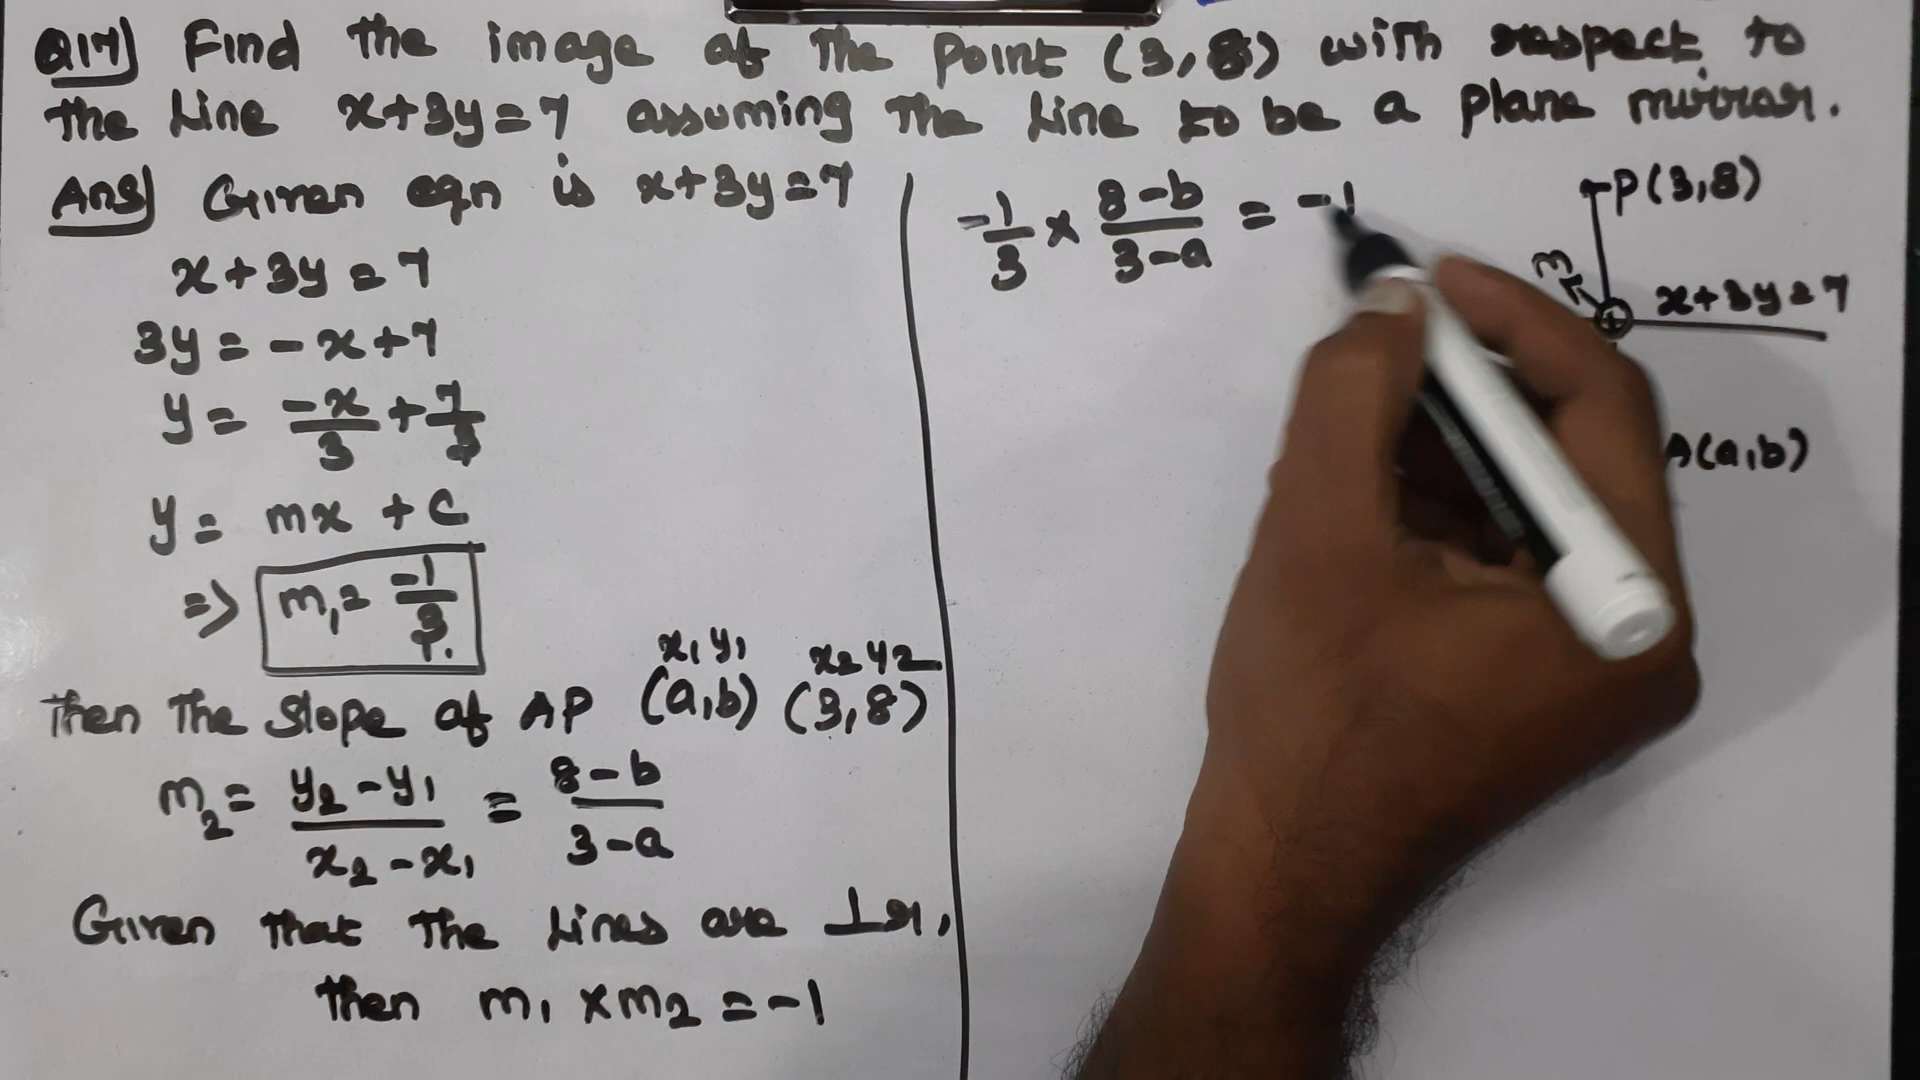 Q17) Find the image of the point (3,8) with respect to
the line x+3y=7 assuming the line to be a plane mirror.
Ans) Given eqn is x+3y=7
x+3y=7
3y=-x+7
y= -x/3 + 7/3
y= mx + c
=> m₁= -1/3.
Then the slope of AP (a,b) (3,8)
x₁ y₁ x₂ y₂
m₂= y₂-y₁/x₂-x₁ = 8-b/3-a
Given that the lines are ⊥r,
then m₁ × m₂ = -1
-1/3 × 8-b/3-a = -1
P(3,8)
m
x+3y=7
A(a,b)